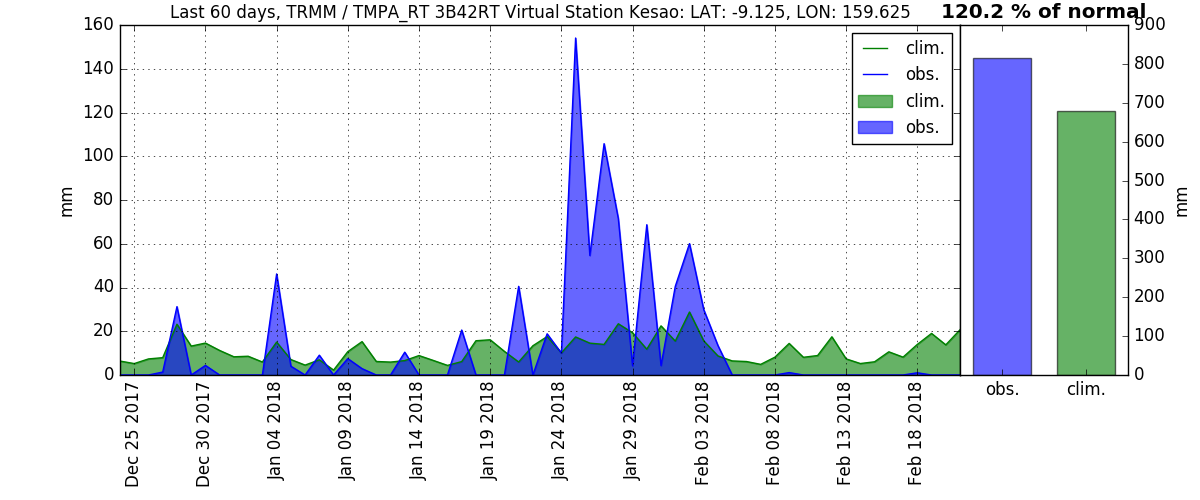 Last 60 days, TRMM / TMPA_RT 3B42RT Virtual Station Kesao: LAT: -9.125, LON: 159.625
120.2 % of normal
160
140
120
100
80
60
40
20
0
mm
clim.
obs.
clim.
obs.
Dec 25 2017
Dec 30 2017
Jan 04 2018
Jan 09 2018
Jan 14 2018
Jan 19 2018
Jan 24 2018
Jan 29 2018
Feb 03 2018
Feb 08 2018
Feb 13 2018
Feb 18 2018
900
800
700
600
500
400
300
200
100
0
mm
obs.
clim.